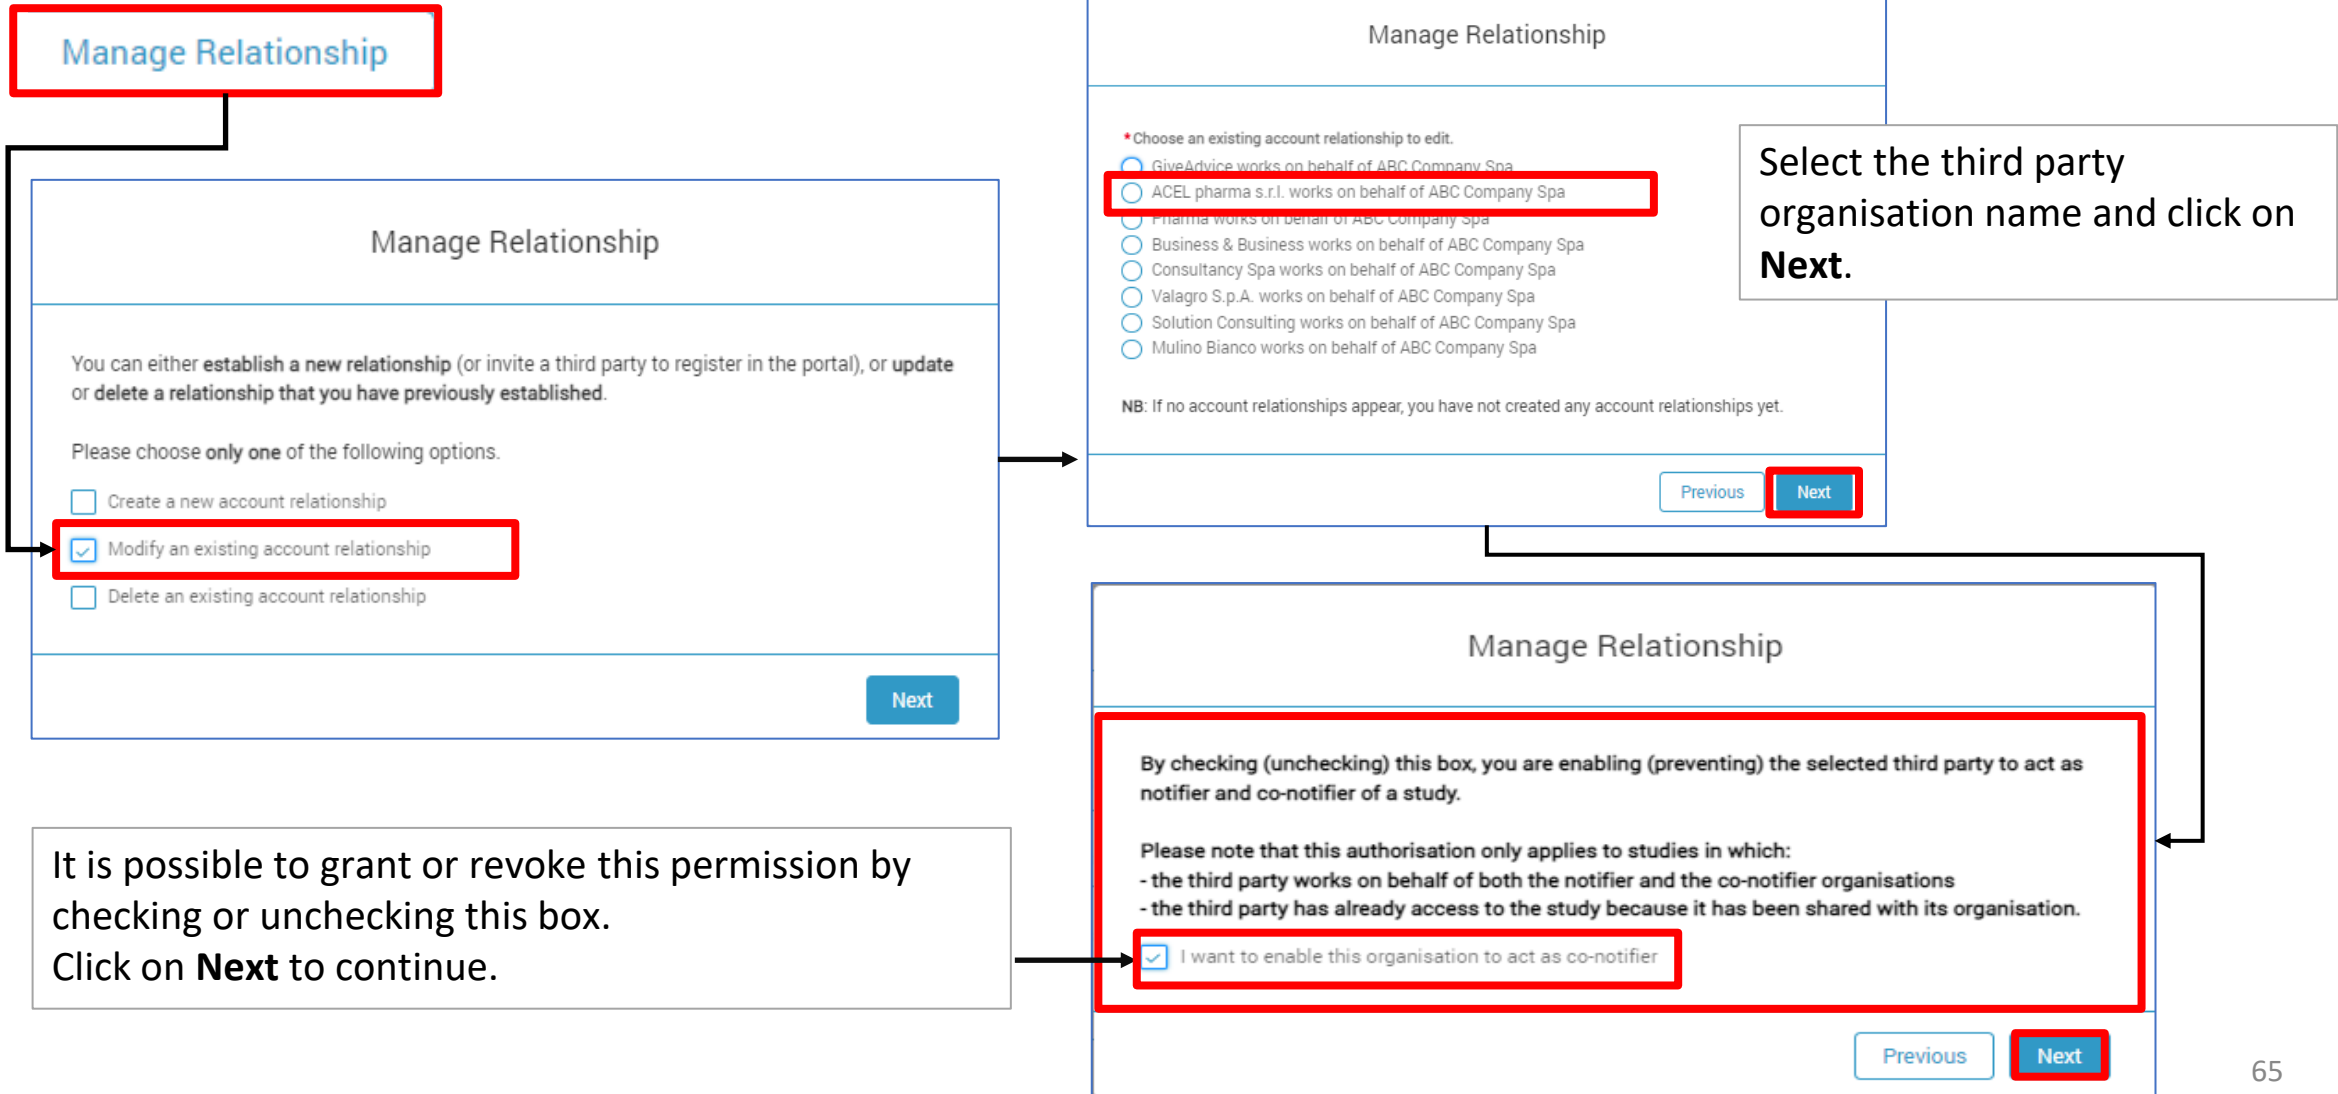 Manage Relationship
Manage Relationship
You can either establish a new relationship (or invite a third party to register in the portal), or update
or delete a relationship that you have previously established.
Please choose only one of the following options.
Create a new account relationship
Modify an existing account relationship
Delete an existing account relationship
Next
Manage Relationship
*Choose an existing account relationship to edit.
GiveAdvice works on behalf of ABC Company Spa
ACEL pharma s.r.l. works on behalf of ABC Company Spa
Pharma works on behalf of ABC Company Spa
Business & Business works on behalf of ABC Company Spa
Consultancy Spa works on behalf of ABC Company Spa
Valagro S.p.A. works on behalf of ABC Company Spa
Solution Consulting works on behalf of ABC Company Spa
Mulino Bianco works on behalf of ABC Company Spa
NB: If no account relationships appear, you have not created any account relationships yet.
Previous Next
Select the third party
organisation name and click on
Next.
Manage Relationship
By checking (unchecking) this box, you are enabling (preventing) the selected third party to act as
notifier and co-notifier of a study.
Please note that this authorisation only applies to studies in which:
- the third party works on behalf of both the notifier and the co-notifier organisations
- the third party has already access to the study because it has been shared with its organisation.
I want to enable this organisation to act as co-notifier
Previous Next
It is possible to grant or revoke this permission by
checking or unchecking this box.
Click on Next to continue.
65